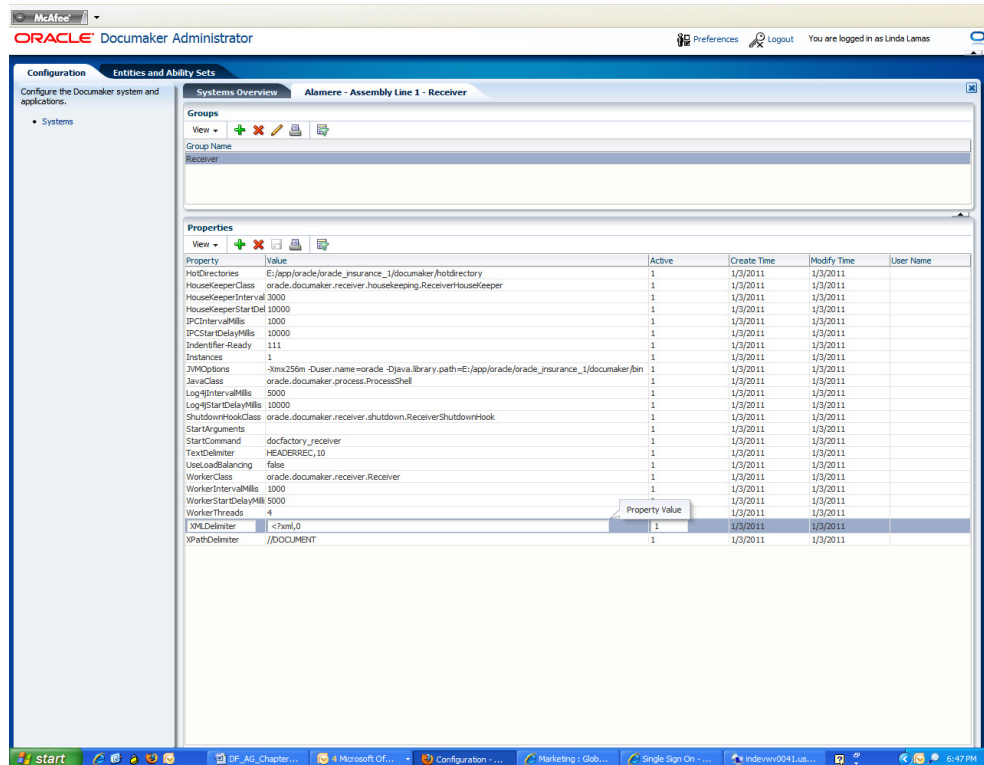 McAfee
ORACLE Documaker Administrator
Preferences Logout You are logged in as Linda Lamas
Configuration Entities and Ability Sets
Configure the Documaker system and
applications.
Systems
Systems Overview Alamere - Assembly Line 1 - Receiver
Groups
View
Group Name
Receiver
Properties
View
Property Value Active Create Time Modify Time User Name
HotDirectories E:/app/oracle/oracle_insurance_1/documaker/hotdirectory 1 1/3/2011 1/3/2011
HouseKeeperClass oracle.documaker.receiver.housekeeping.ReceiverHouseKeeper 1 1/3/2011 1/3/2011
HouseKeeperInterval 3000 1 1/3/2011 1/3/2011
HouseKeeperStartDel 10000 1 1/3/2011 1/3/2011
IPCIntervalMillis 1000 1 1/3/2011 1/3/2011
IPCStartDelayMillis 10000 1 1/3/2011 1/3/2011
Indentifier-Ready 111 1 1/3/2011 1/3/2011
Instances 1 1 1/3/2011 1/3/2011
JVMOptions -Xmx256m -Duser.name=oracle -Djava.library.path=E:/app/oracle/oracle_insurance_1/documaker/bin 1 1/3/2011 1/3/2011
JavaClass oracle.documaker.process.ProcessShell 1 1/3/2011 1/3/2011
Log4jIntervalMillis 5000 1 1/3/2011 1/3/2011
Log4jStartDelayMillis 10000 1 1/3/2011 1/3/2011
ShutdownHookClass oracle.documaker.receiver.shutdown.ReceiverShutdownHook 1 1/3/2011 1/3/2011
StartArguments 1 1/3/2011 1/3/2011
StartCommand docfactory_receiver 1 1/3/2011 1/3/2011
TextDelimiter HEADERREC,10 1 1/3/2011 1/3/2011
UseLoadBalancing false 1 1/3/2011 1/3/2011
WorkerClass oracle.documaker.receiver.Receiver 1 1/3/2011 1/3/2011
WorkerIntervalMillis 1000 1 1/3/2011 1/3/2011
WorkerStartDelayMilli 5000 1/3/2011 1/3/2011
WorkerThreads 4 Property Value 1/3/2011 1/3/2011
XMLDelimiter <?xml,0 1 1/3/2011 1/3/2011
XPathDelimiter //DOCUMENT 1 1/3/2011 1/3/2011
start DF_AG_Chapter... 4 Microsoft Of... Configuration - ... Marketing : Glob... Single Sign On - ... indevwv0041.us... 6:47 PM